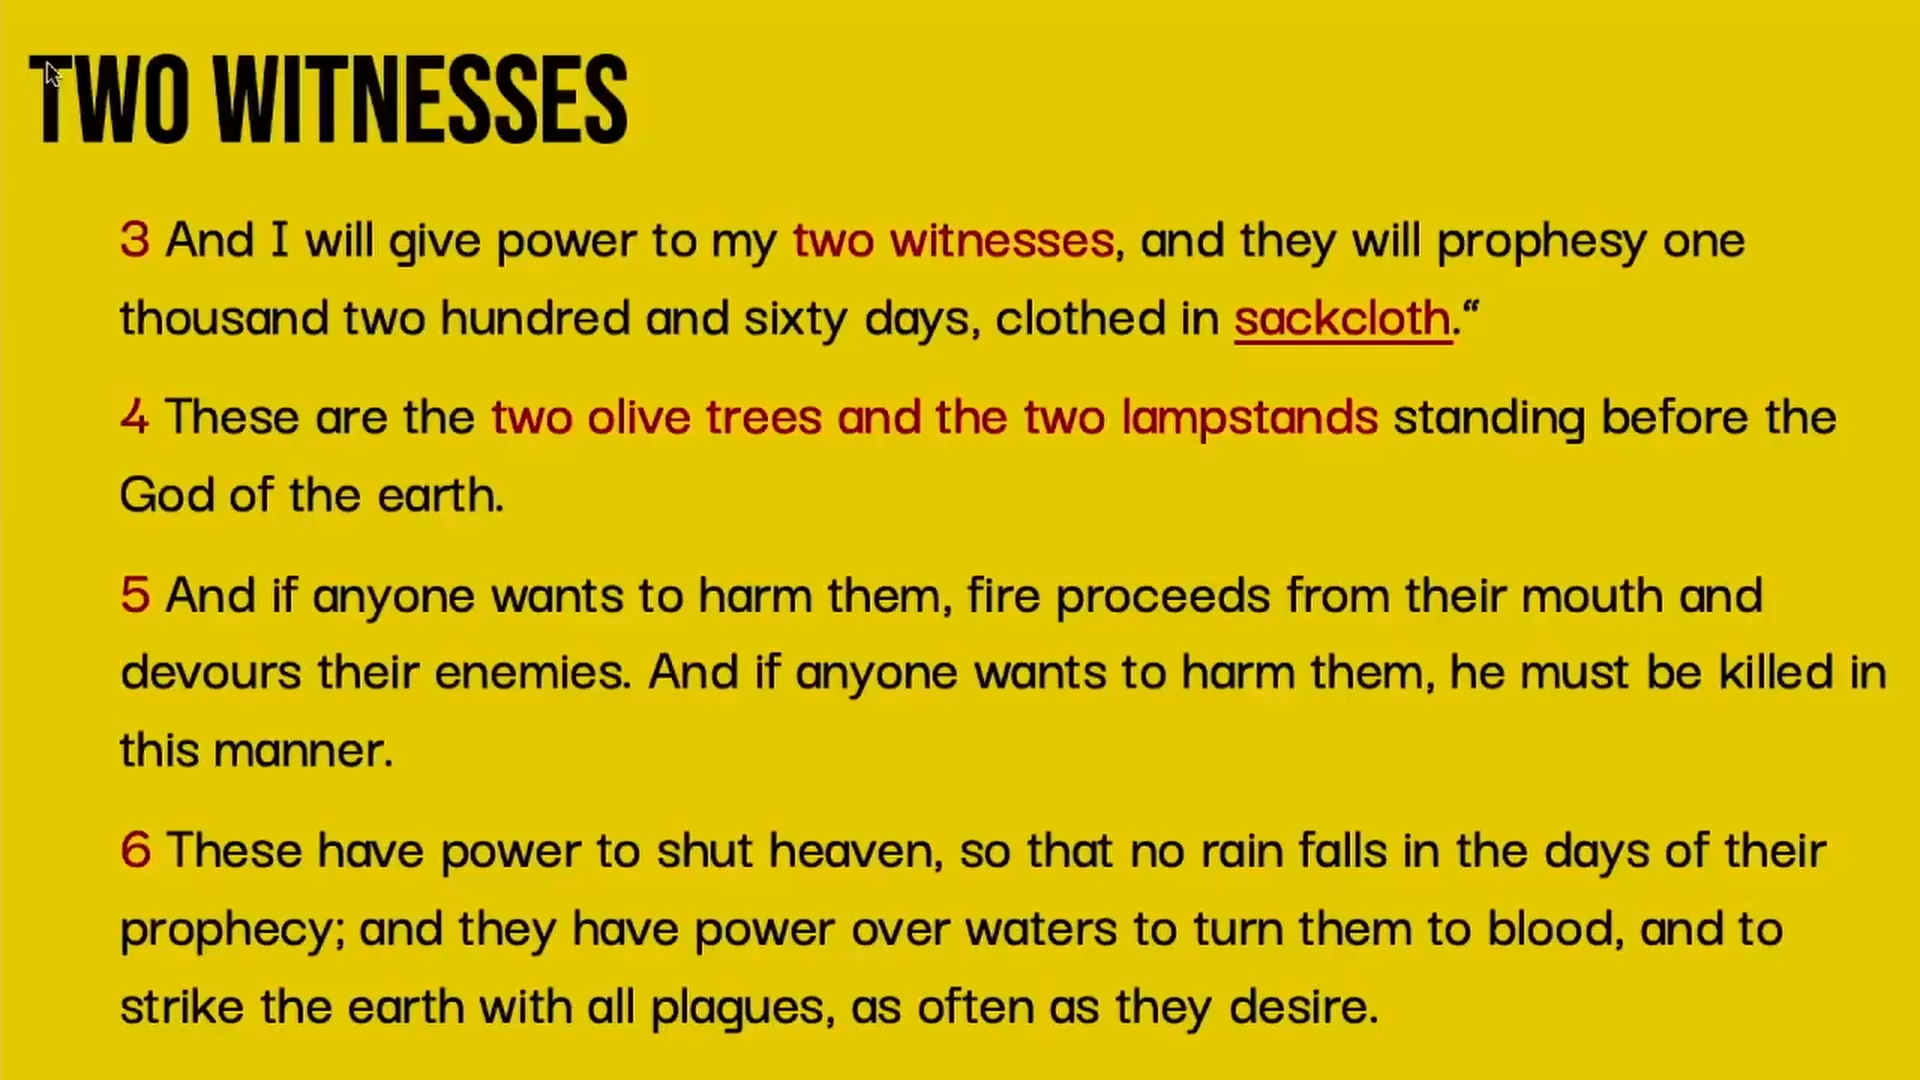 TWO WITNESSES
3 And I will give power to my two witnesses, and they will prophesy one
thousand two hundred and sixty days, clothed in sackcloth.“
4 These are the two olive trees and the two lampstands standing before the
God of the earth.
5 And if anyone wants to harm them, fire proceeds from their mouth and
devours their enemies. And if anyone wants to harm them, he must be killed in
this manner.
6 These have power to shut heaven, so that no rain falls in the days of their
prophecy; and they have power over waters to turn them to blood, and to
strike the earth with all plagues, as often as they desire.